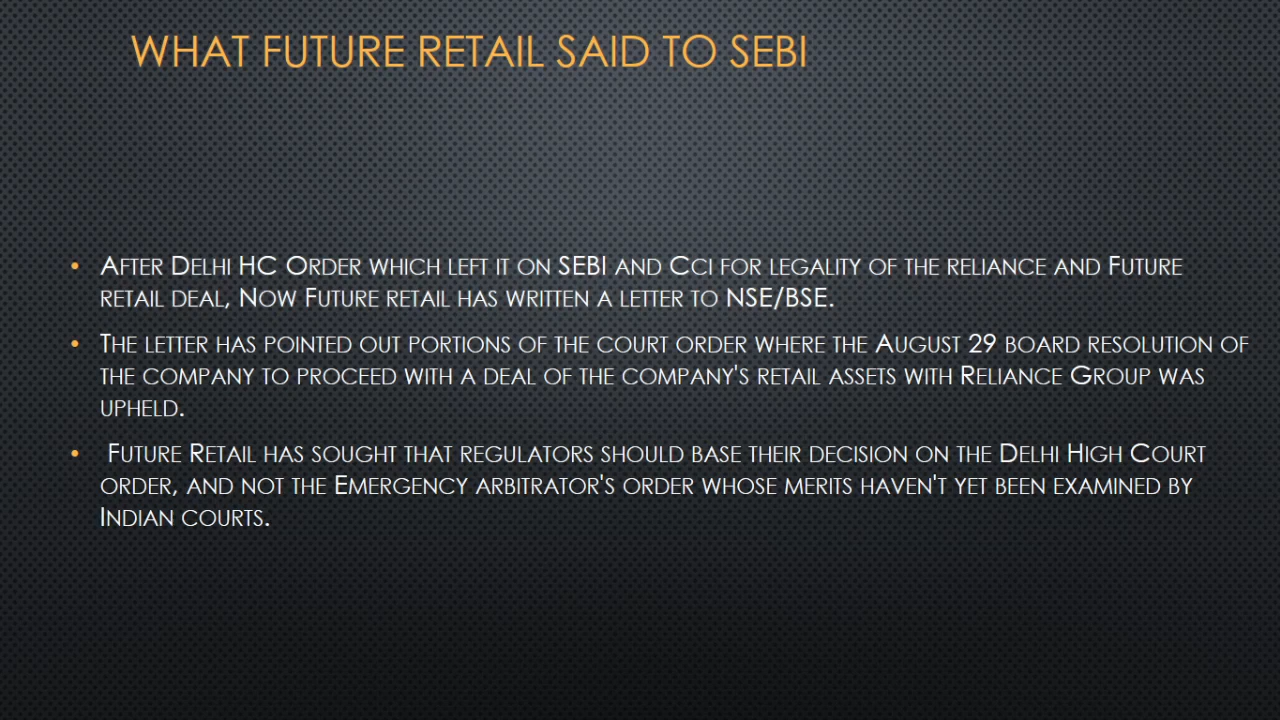 WHAT FUTURE RETAIL SAID TO SEBI
• AFTER DELHI HC ORDER WHICH LEFT IT ON SEBI AND CCI FOR LEGALITY OF THE RELIANCE AND FUTURE
RETAIL DEAL, NOW FUTURE RETAIL HAS WRITTEN A LETTER TO NSE/BSE.
• THE LETTER HAS POINTED OUT PORTIONS OF THE COURT ORDER WHERE THE AUGUST 29 BOARD RESOLUTION OF
THE COMPANY TO PROCEED WITH A DEAL OF THE COMPANY'S RETAIL ASSETS WITH RELIANCE GROUP WAS
UPHELD.
• FUTURE RETAIL HAS SOUGHT THAT REGULATORS SHOULD BASE THEIR DECISION ON THE DELHI HIGH COURT
ORDER, AND NOT THE EMERGENCY ARBITRATOR'S ORDER WHOSE MERITS HAVEN'T YET BEEN EXAMINED BY
INDIAN COURTS.